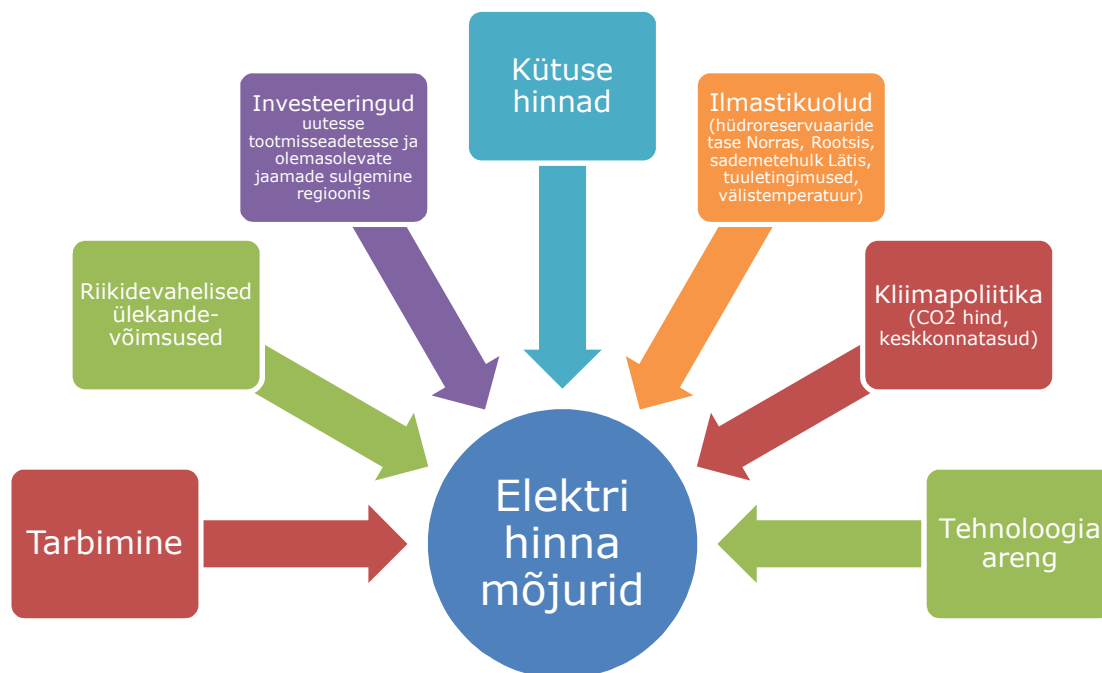 Kütuse
hinnad
Investeeringud
uutesse
tootmisseadetesse ja
olemasolevate
jaamade sulgemine
regioonis
Ilmastikuolud
(hüdroreservuaaride
tase Norras, Rootsis,
sademetehulk Lätis,
tuuletingimused,
välistemperatuur)
Riikidevahelised
ülekande-
võimsused
Kliimapoliitika
(CO2 hind,
keskkonnatasud)
Tarbimine
Elektri
hinna
mõjurid
Tehnoloogia
areng